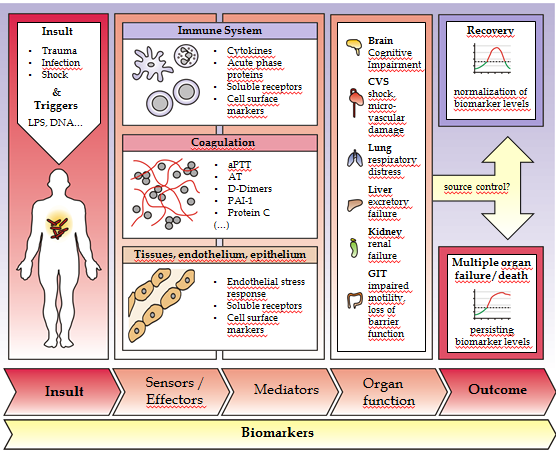 Insult
Trauma
Infection
Shock
&
Triggers
LPS, DNA...
Immune System
Cytokines
Acute phase
proteins
Soluble receptors
Cell surface
markers
Coagulation
aPTT
AT
D-Dimers
PAI-1
Protein C
(...)
Tissues, endothelium, epithelium
Endothelial stress
response
Soluble receptors
Cell surface
markers
Brain
Cognitive
Impairment
CVS
shock,
micro-
vascular
damage
Lung
respiratory
distress
Liver
excretory
failure
Kidney
renal
failure
GIT
impaired
motility,
loss of
barrier
function
Recovery
normalization of
biomarker levels
source control?
Multiple organ
failure/death
persisting
biomarker levels
Insult
Sensors /
Effectors
Mediators
Organ
function
Outcome
Biomarkers